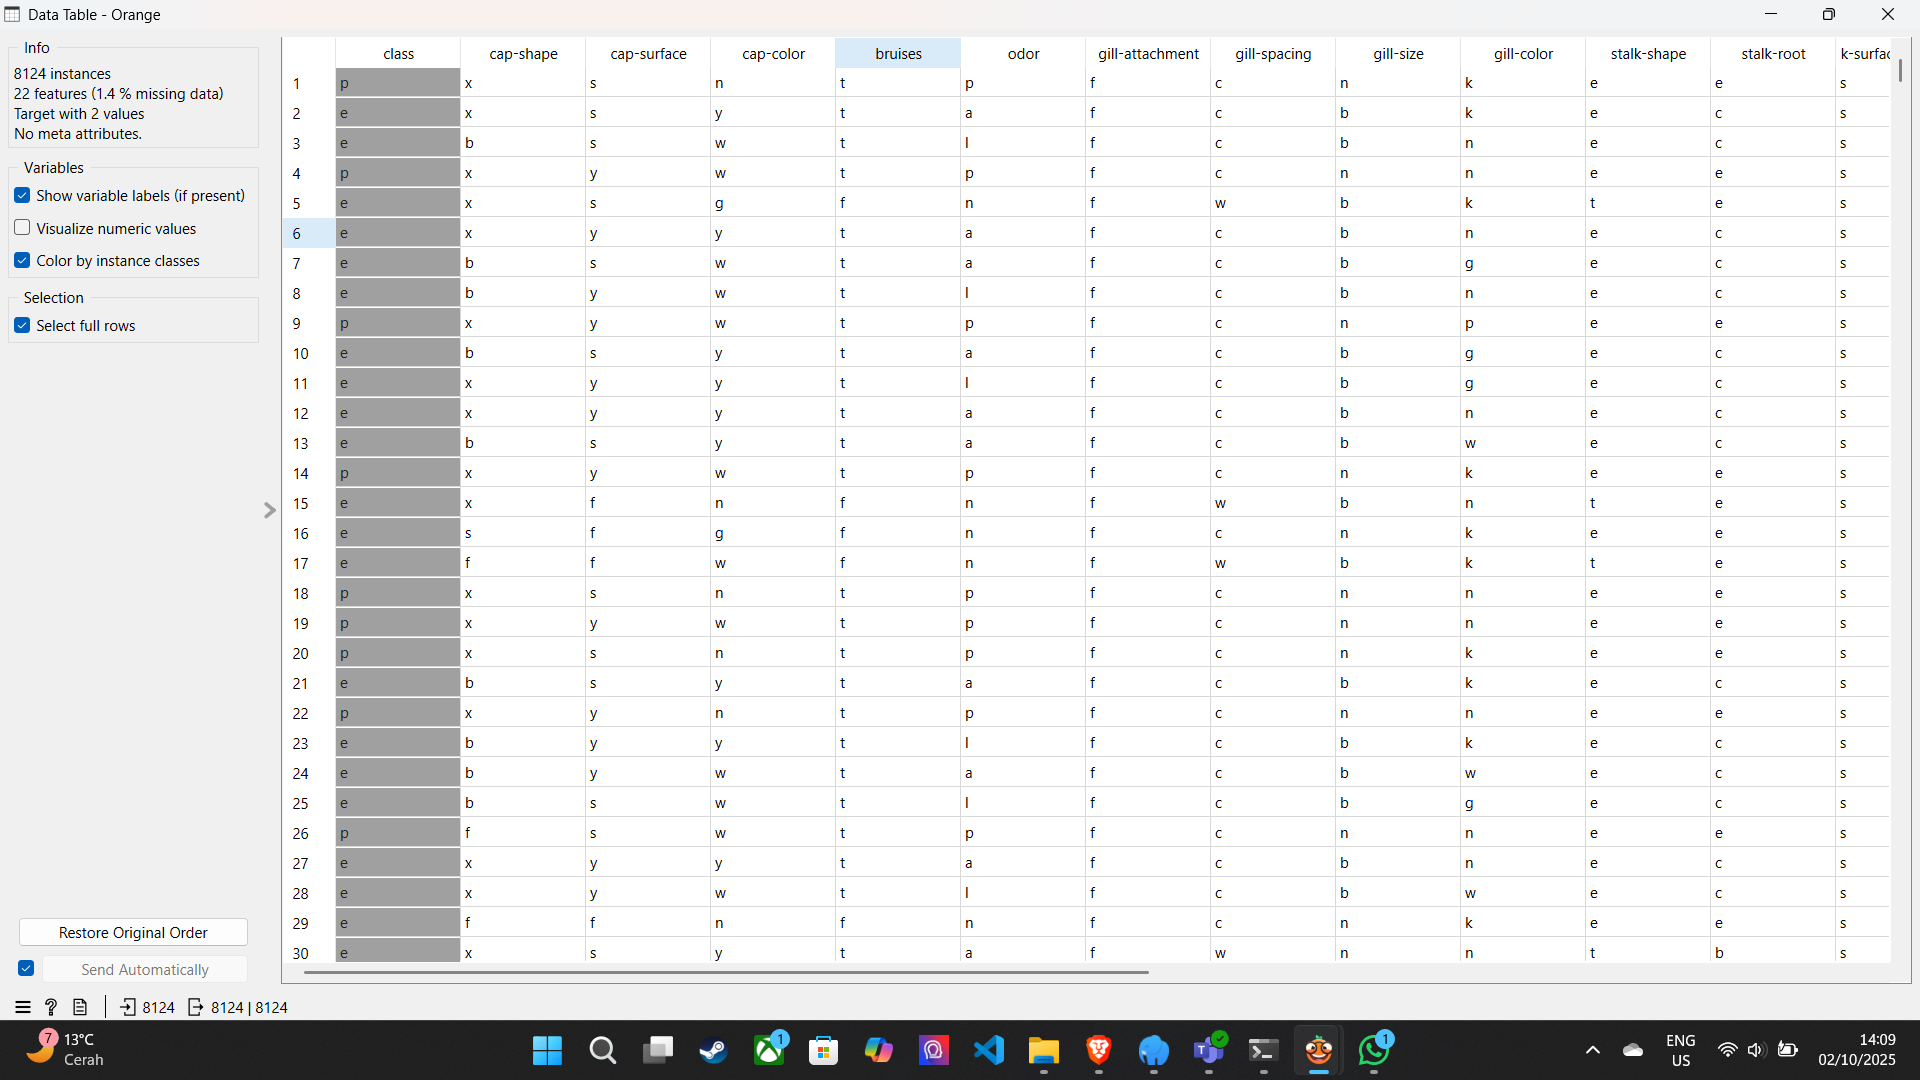 Data Table - Orange
Info
8124 instances
22 features (1.4 % missing data)
Target with 2 values
No meta attributes.
Variables
Show variable labels (if present)
Visualize numeric values
Color by instance classes
Selection
Select full rows
Restore Original Order
Send Automatically
class cap-shape cap-surface cap-color bruises odor gill-attachment gill-spacing gill-size gill-color stalk-shape stalk-root k-surfac
1 p x s n t p f c n k e e s
2 e x s y t a f c b k e c s
3 e b s w t l f c b n e c s
4 p x y w t p f c n n e e s
5 e x s g f n f w b k t e s
6 e x y y t a f c b n e c s
7 e b s w t a f c b g e c s
8 e b y w t l f c b n e c s
9 p x y w t p f c n p e e s
10 e b s y t a f c b g e c s
11 e x y y t l f c b g e c s
12 e x y y t a f c b n e c s
13 e b s y t a f c b w e c s
14 p x y w t p f c n k e e s
15 e x f n f n f w b n t e s
16 e s f g f n f c n k e e s
17 e f f w f n f w b k t e s
18 p x s n t p f c n n e e s
19 p x y w t p f c n n e e s
20 p x s n t p f c n k e e s
21 e b s y t a f c b k e c s
22 p x y n t p f c n n e e s
23 e b y y t l f c b k e c s
24 e b y w t a f c b w e c s
25 e b s w t l f c b g e c s
26 p f s w t p f c n n e e s
27 e x y y t a f c b n e c s
28 e x y w t l f c b w e c s
29 e f f n f n f c n k e e s
30 e x s y t a f w n n t b s
8124 8124 | 8124
7 13°C
Cerah
1
1
ENG
US
14:09
02/10/2025